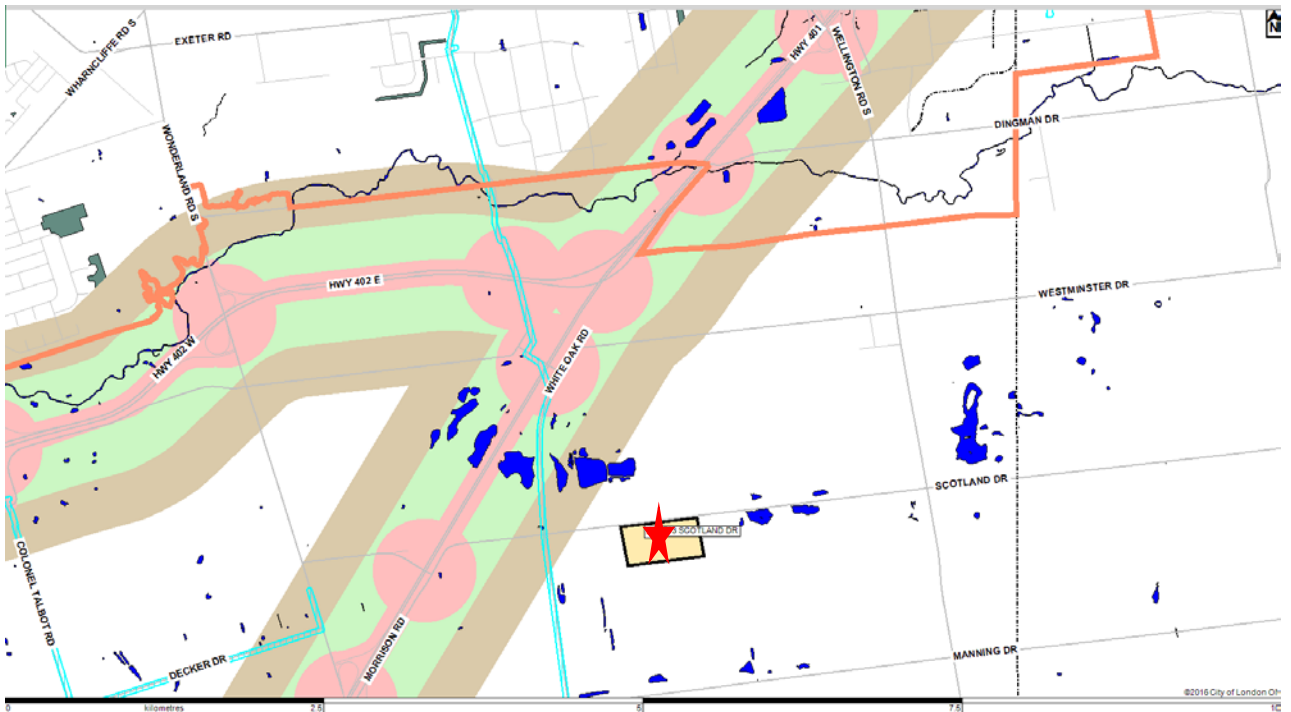 WHARNCLIFFE RD S
EXETER RD
HWY 401
WELLINGTON RD S
N
DINGMAN DR
WONDERLAND RD S
HWY 402 E
WESTMINSTER DR
HWY 402 W
WHITE OAK RD
SCOTLAND DR
SCOTLAND DR
COLONEL TALBOT RD
MORRISON RD
DECKER DR
MANNING DR
©2016 City of London
0 kilometres 2.5 5 7.5